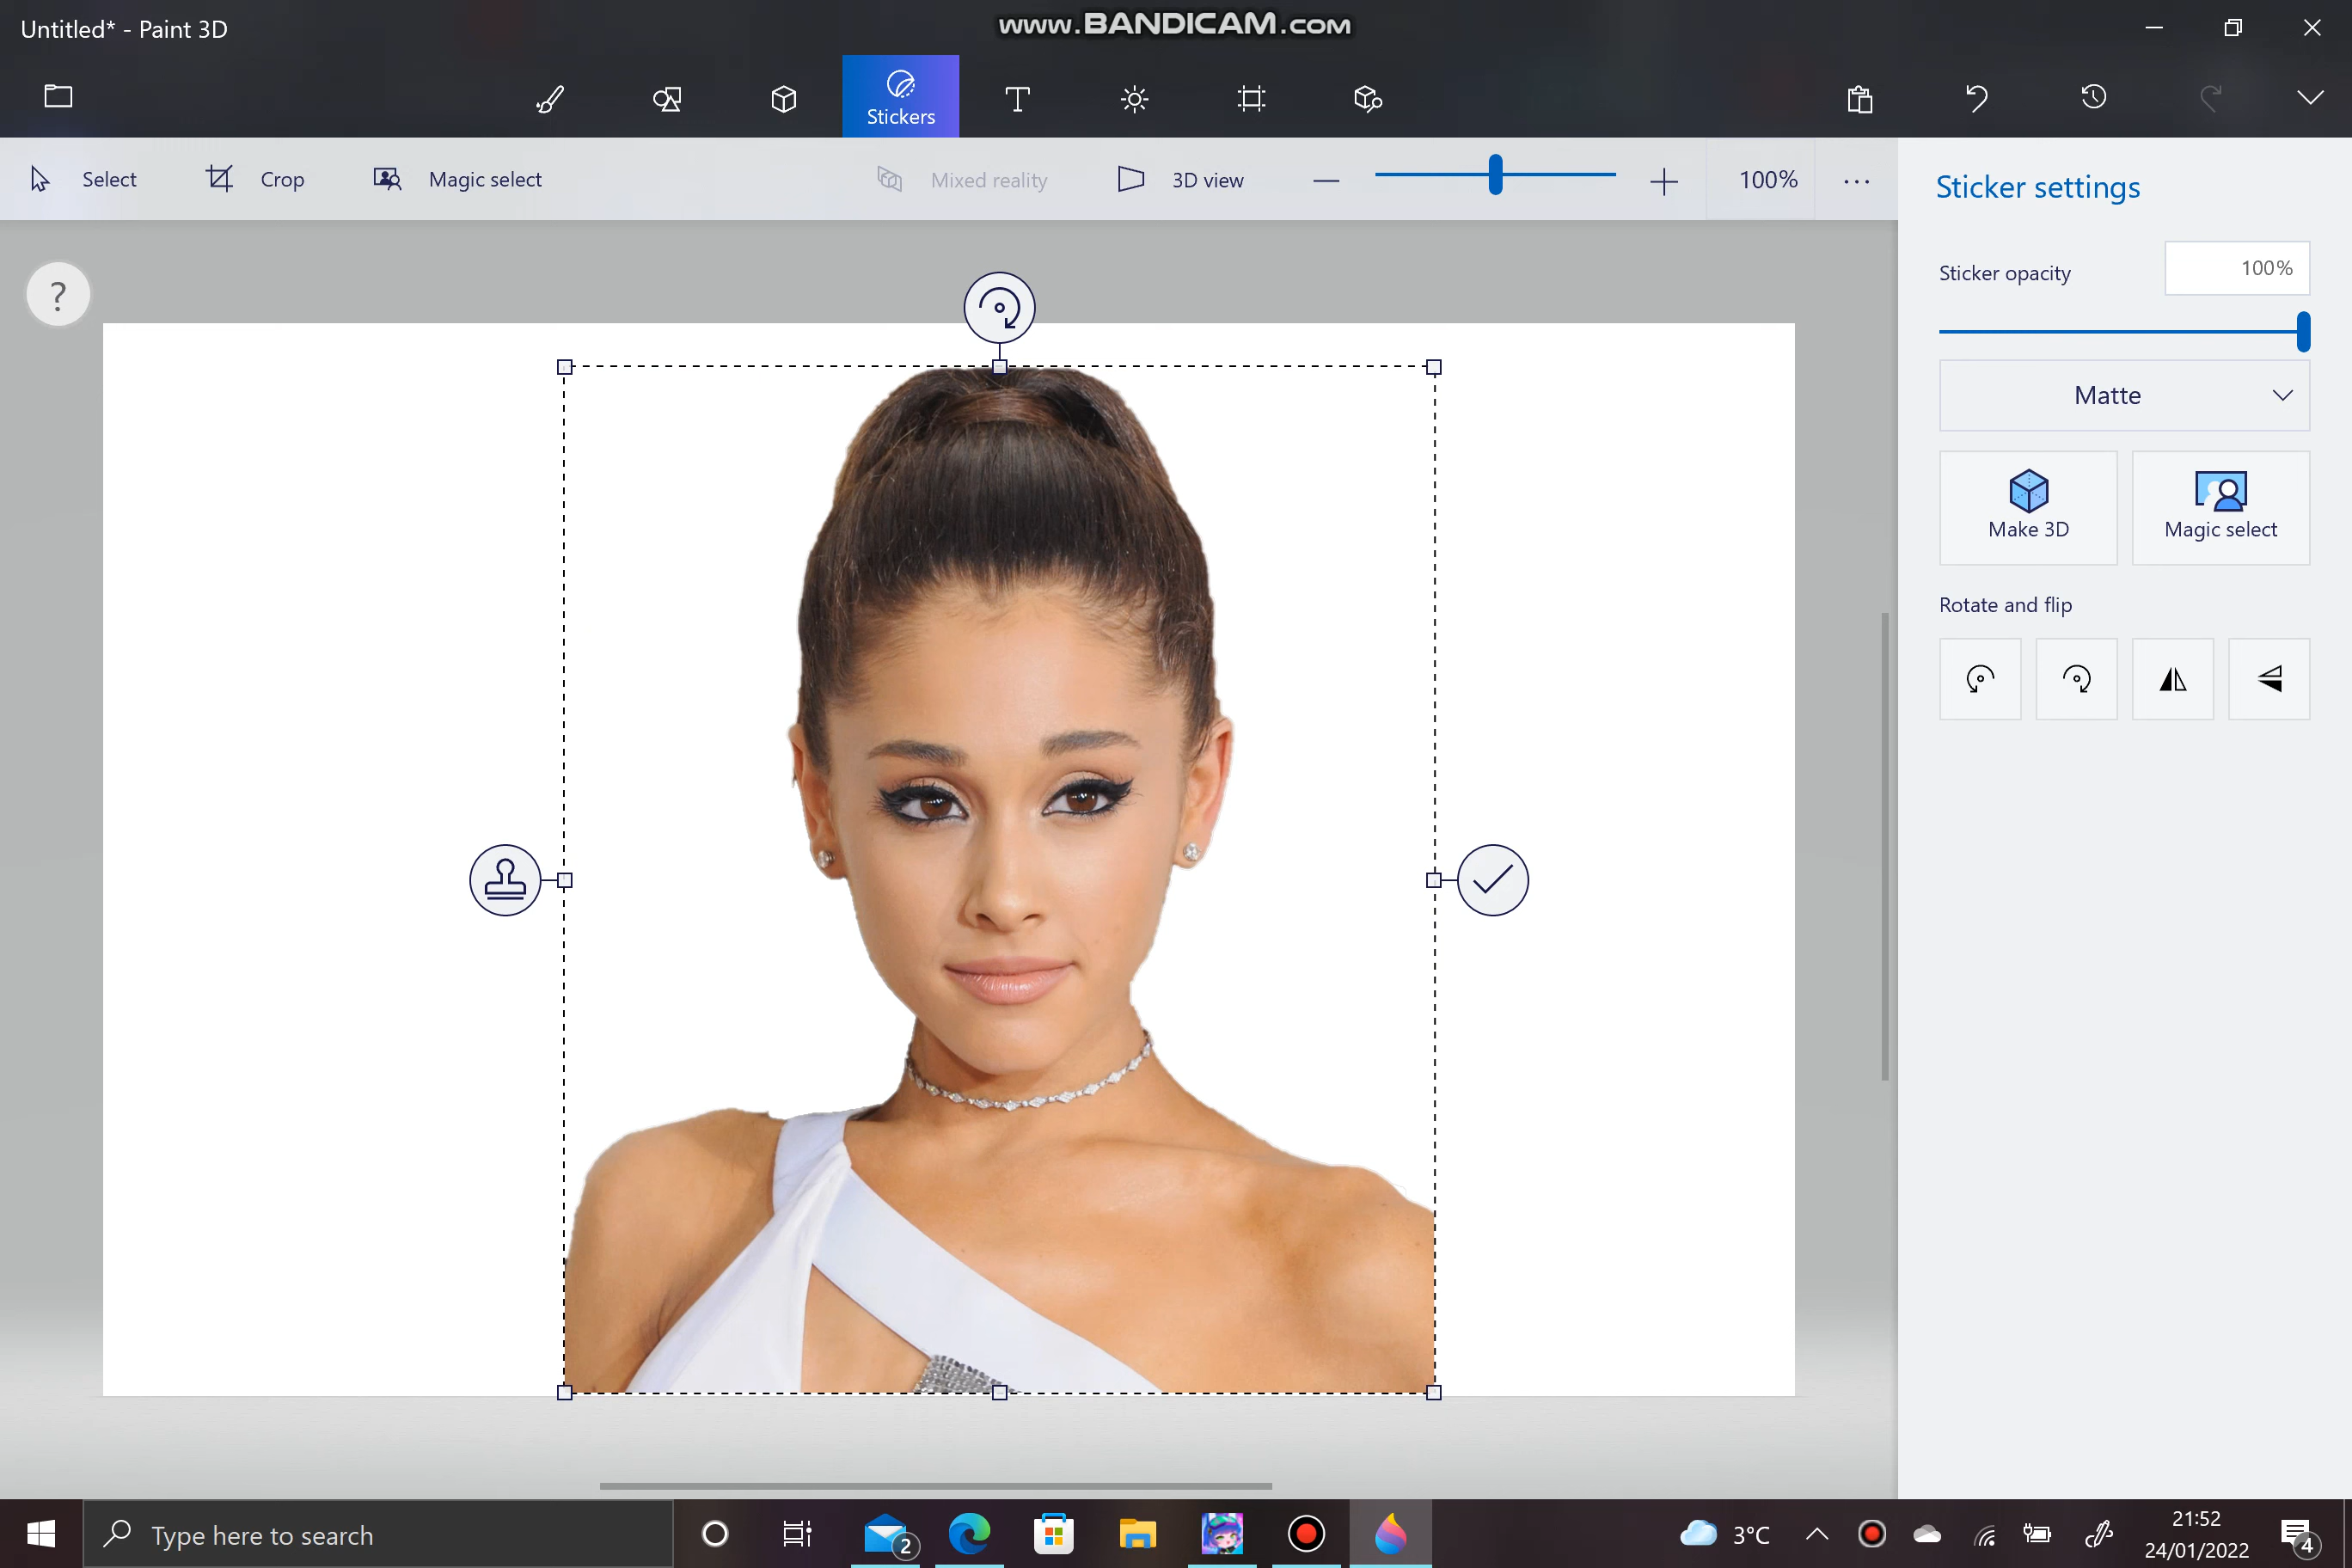 Untitled* - Paint 3D
www.BANDICAM.com
Stickers
Select
Crop
Magic select
Mixed reality
3D view
100%
Sticker settings
?
Sticker opacity
100%
Matte
Make 3D
Magic select
Rotate and flip
Type here to search
2
3°C
21:52
24/01/2022
4